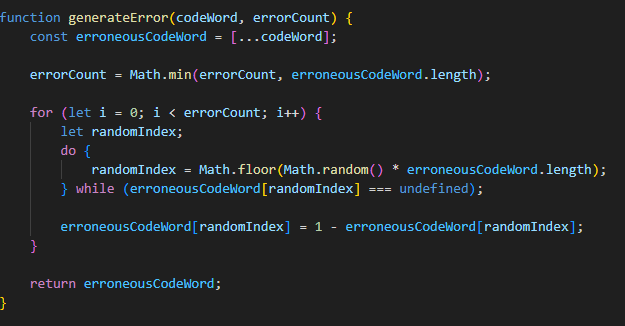 function generateError(codeWord, errorCount) {
    const erroneousCodeWord = [...codeWord];

    errorCount = Math.min(errorCount, erroneousCodeWord.length);

    for (let i = 0; i < errorCount; i++) {
        let randomIndex;
        do {
            randomIndex = Math.floor(Math.random() * erroneousCodeWord.length);
        } while (erroneousCodeWord[randomIndex] === undefined);

        erroneousCodeWord[randomIndex] = 1 - erroneousCodeWord[randomIndex];
    }

    return erroneousCodeWord;
}